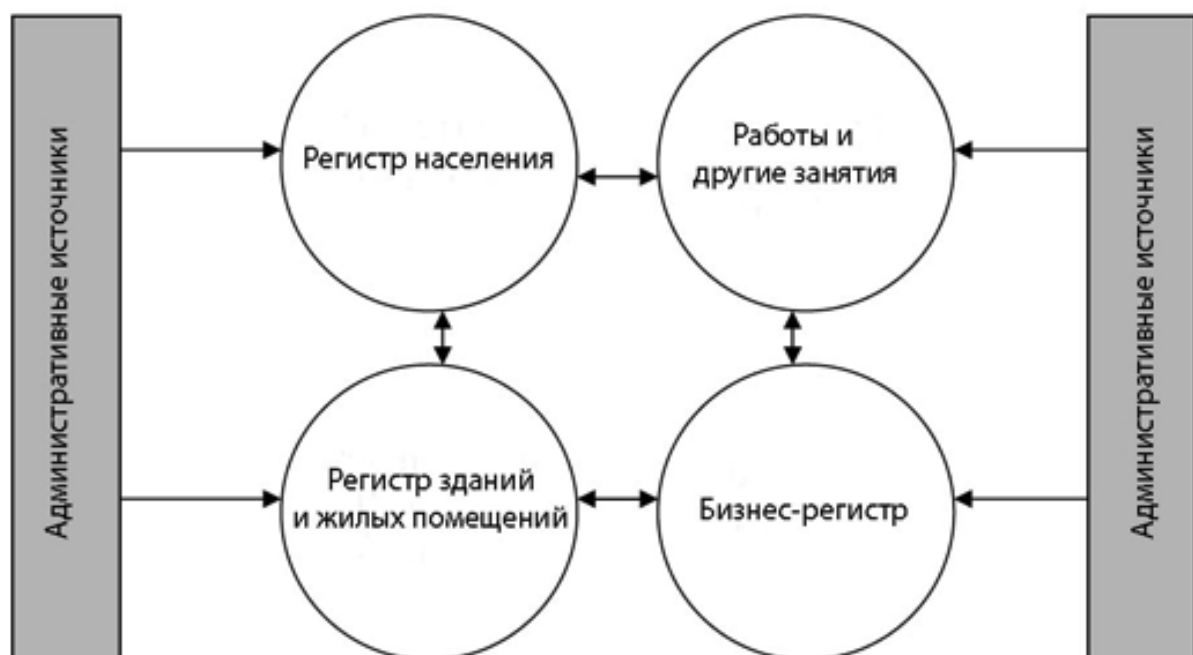 Административные источники
Регистр населения
Работы и
другие занятия
Регистр зданий
и жилых помещений
Бизнес-регистр
Административные источники